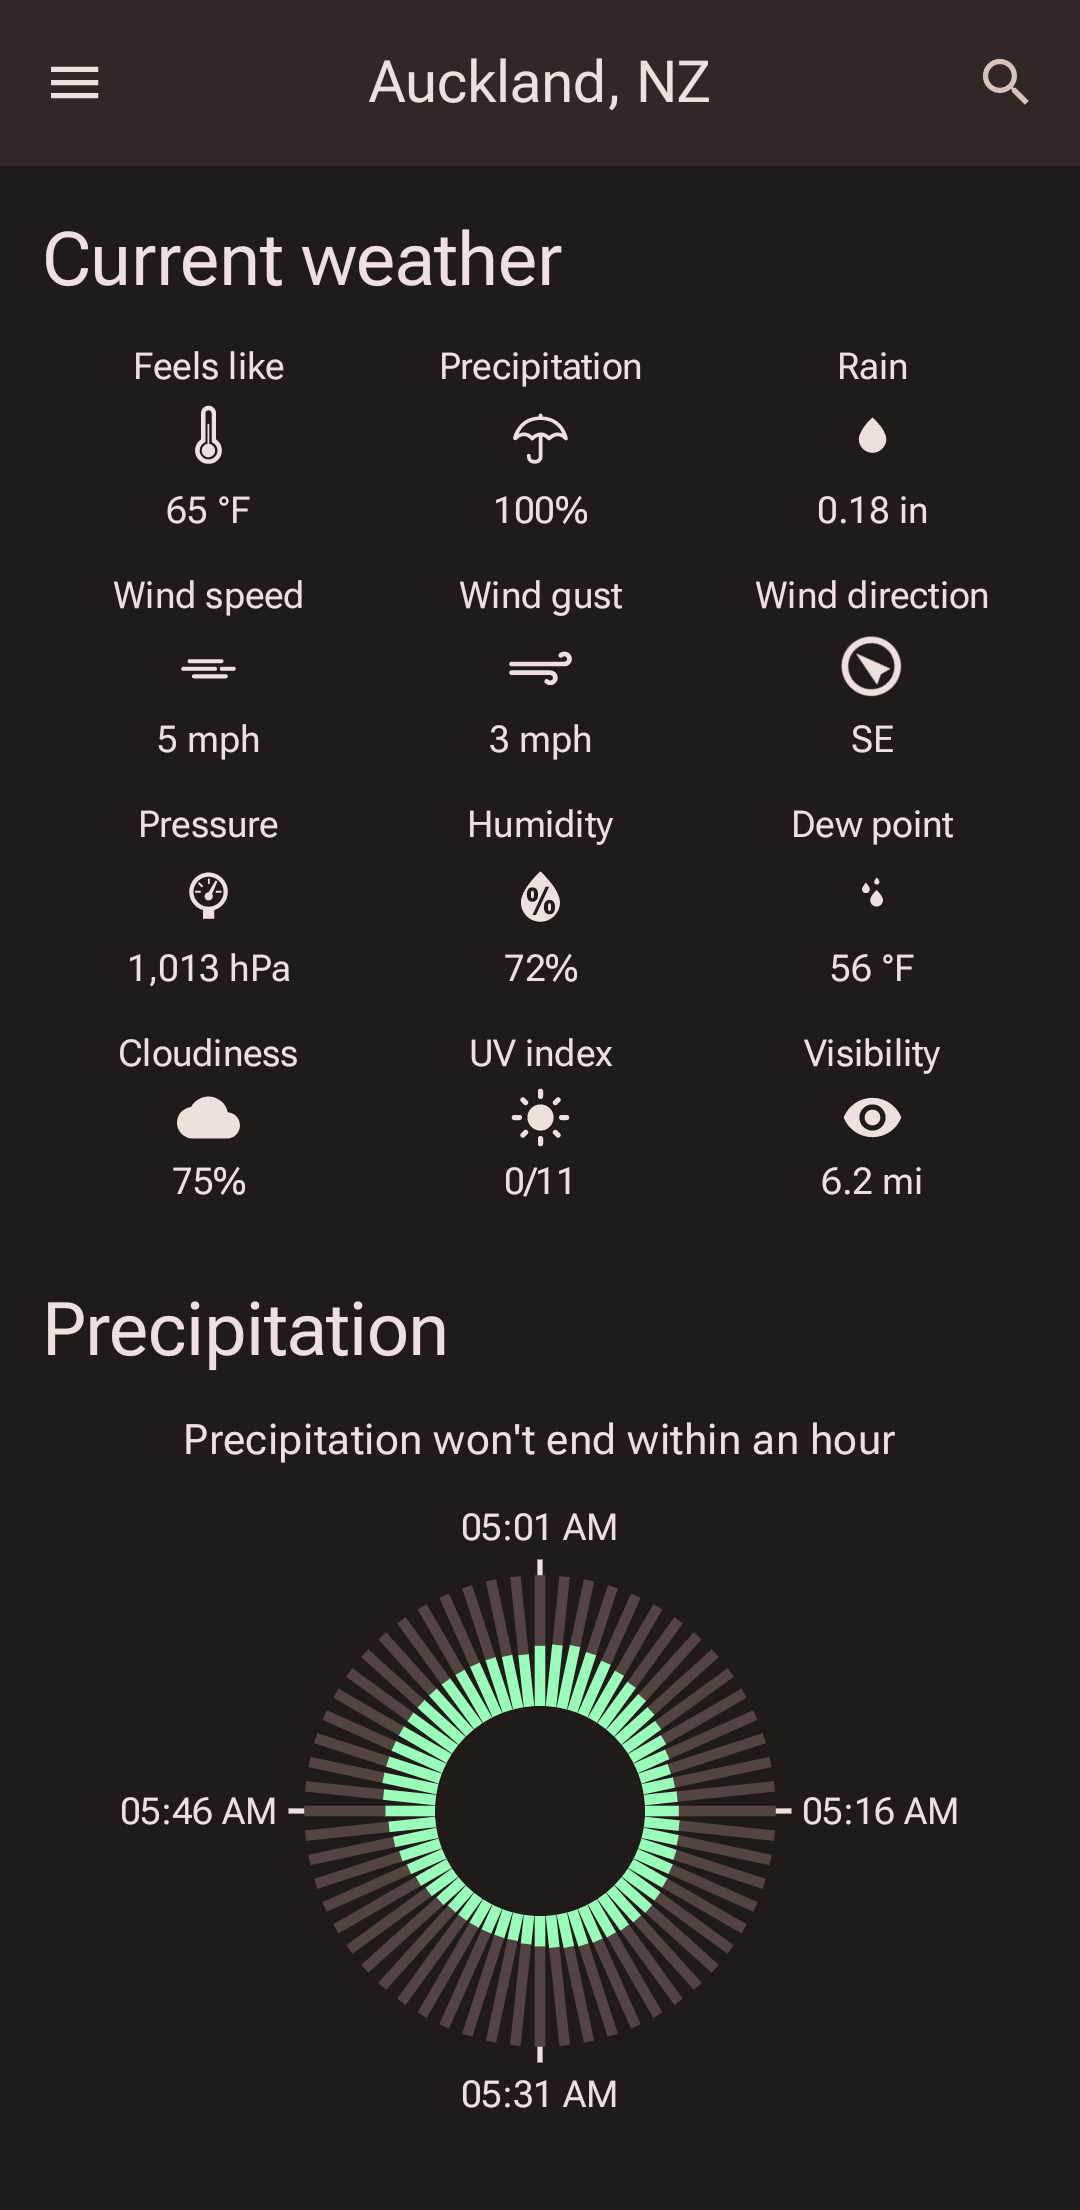 Auckland, NZ
Current weather
Feels like Precipitation Rain
65 °F 100% 0.18 in
Wind speed Wind gust Wind direction
5 mph 3 mph SE
Pressure Humidity Dew point
%
1,013 hPa 72% 56 °F
Cloudiness UV index Visibility
75% 0/11 6.2 mi
Precipitation
Precipitation won't end within an hour
05:01 AM
05:46 AM 05:16 AM
05:31 AM